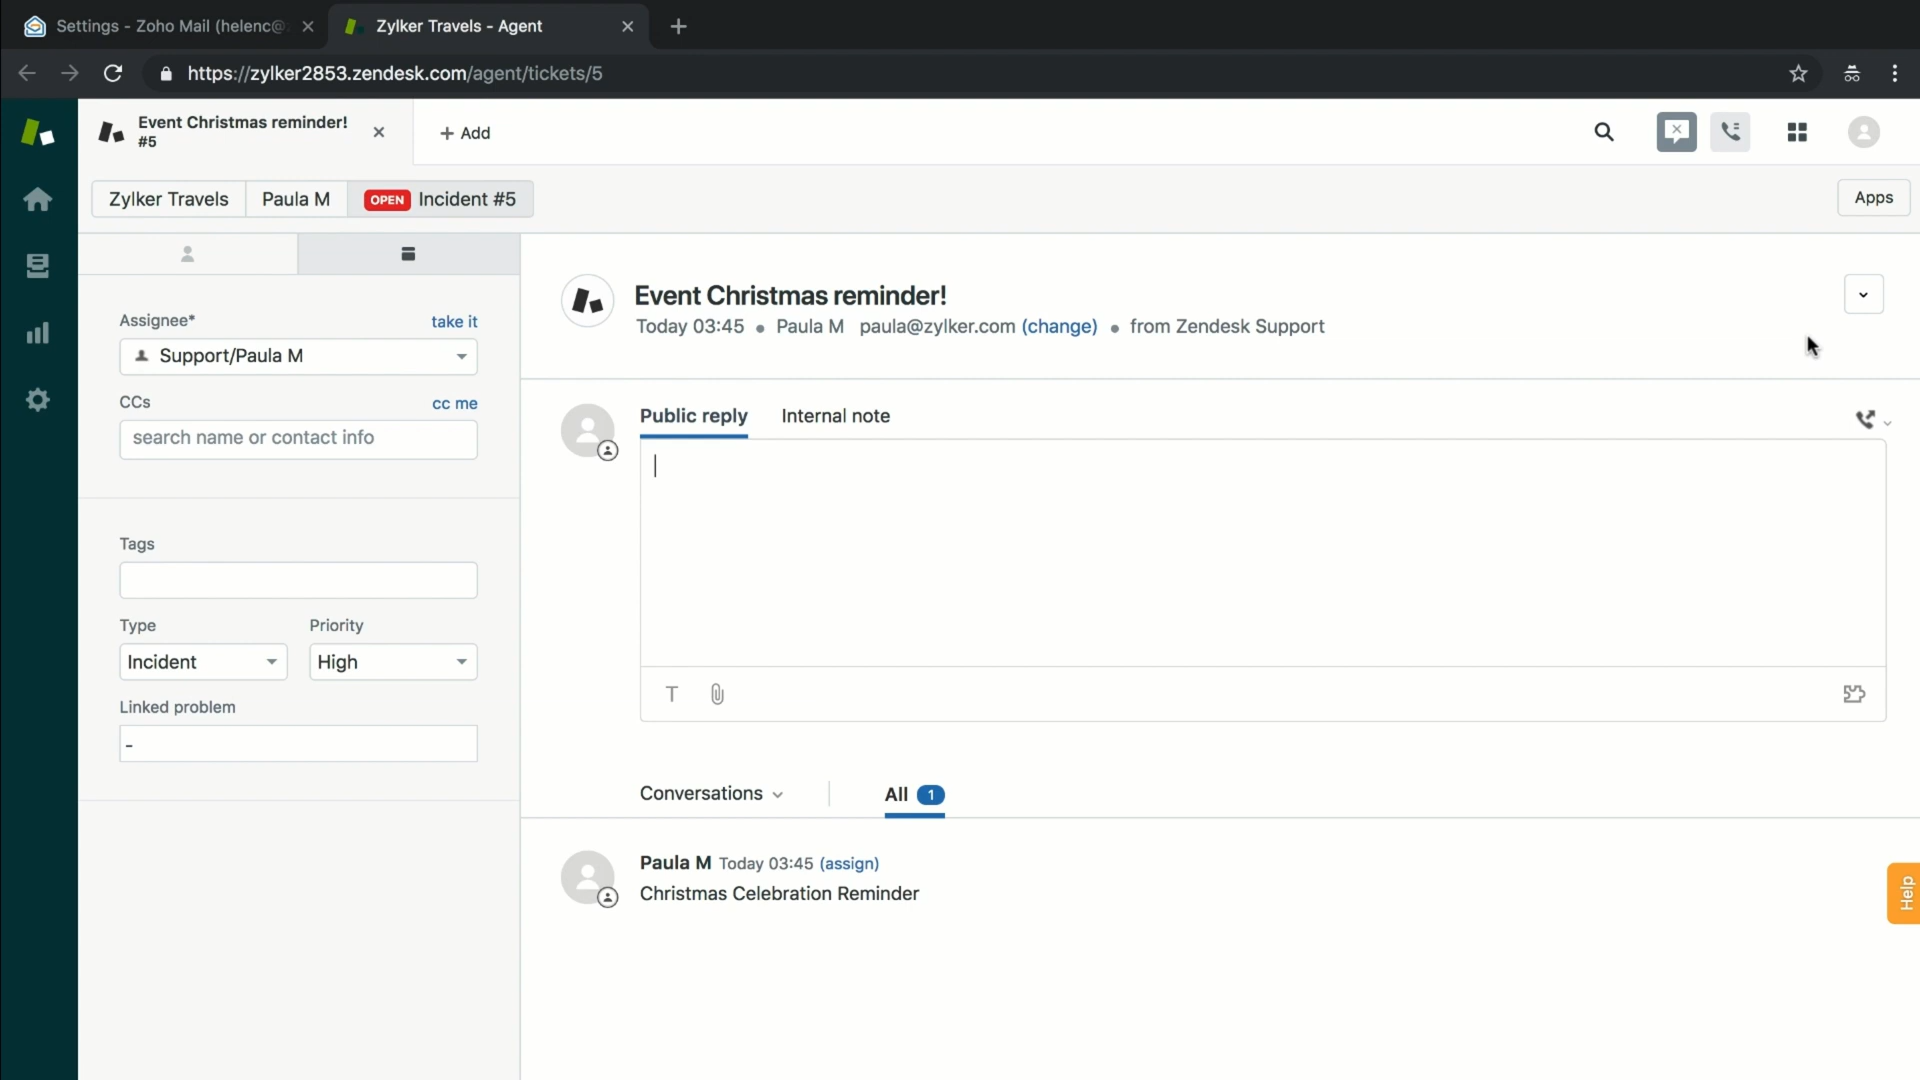 Settings - Zoho Mail (helenc@
Zylker Travels - Agent
https://zylker2853.zendesk.com/agent/tickets/5
Event Christmas reminder!
#5
+ Add
Zylker Travels
Paula M
OPEN Incident #5
Apps
Assignee*
take it
Support/Paula M
CCs
cc me
search name or contact info
Tags
Type
Priority
Incident
High
Linked problem
-
Event Christmas reminder!
Today 03:45 • Paula M paula@zylker.com (change) • from Zendesk Support
Public reply
Internal note
T
Conversations
All 1
Paula M Today 03:45 (assign)
Christmas Celebration Reminder
Help